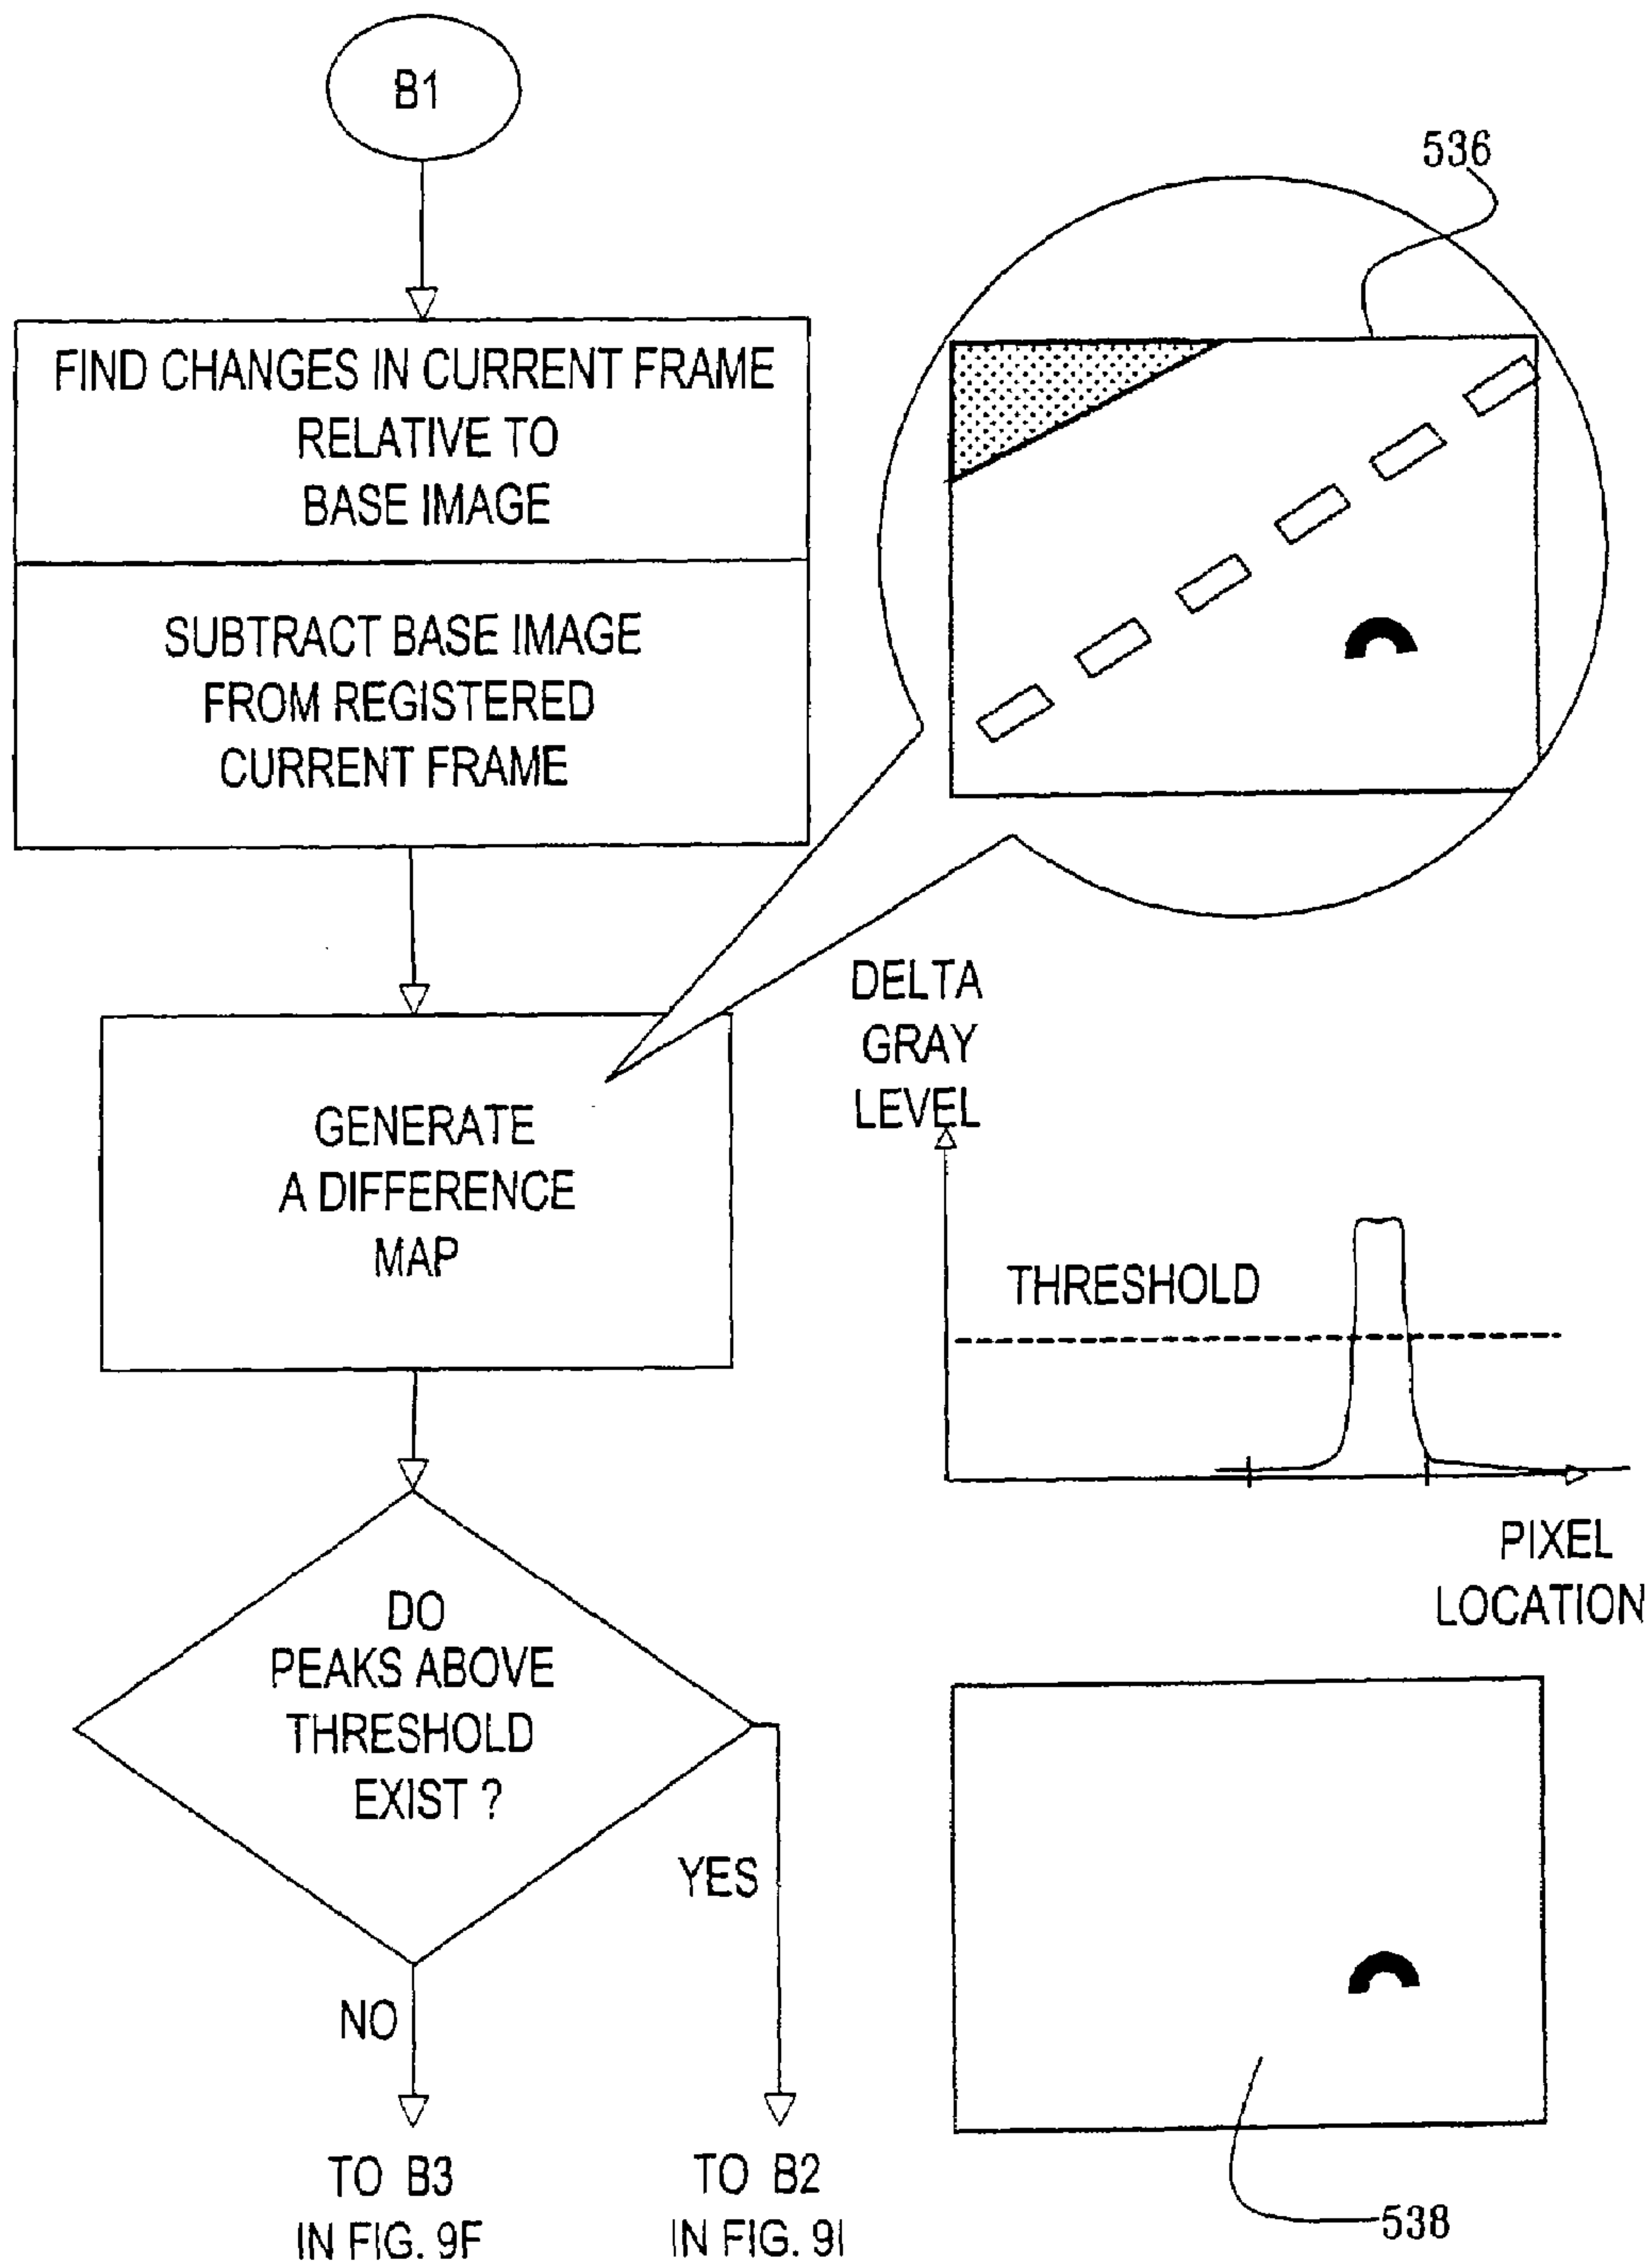 B1
FIND CHANGES IN CURRENT FRAME
RELATIVE TO
BASE IMAGE
SUBTRACT BASE IMAGE
FROM REGISTERED
CURRENT FRAME
536
GENERATE
A DIFFERENCE
MAP
DELTA
GRAY
LEVEL
THRESHOLD
PIXEL
LOCATION
DO
PEAKS ABOVE
THRESHOLD
EXIST ?
YES
NO
TO B3
IN FIG. 9F
TO B2
IN FIG. 9I
538